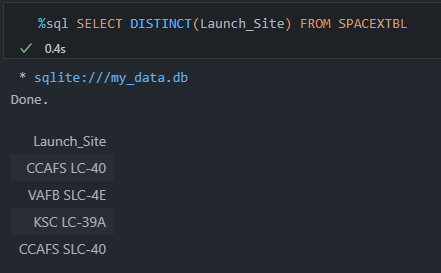 %sql SELECT DISTINCT(Launch_Site) FROM SPACEXTBL
0.4s
* sqlite:///my_data.db
Done.
Launch_Site
CCAFS LC-40
VAFB SLC-4E
KSC LC-39A
CCAFS SLC-40